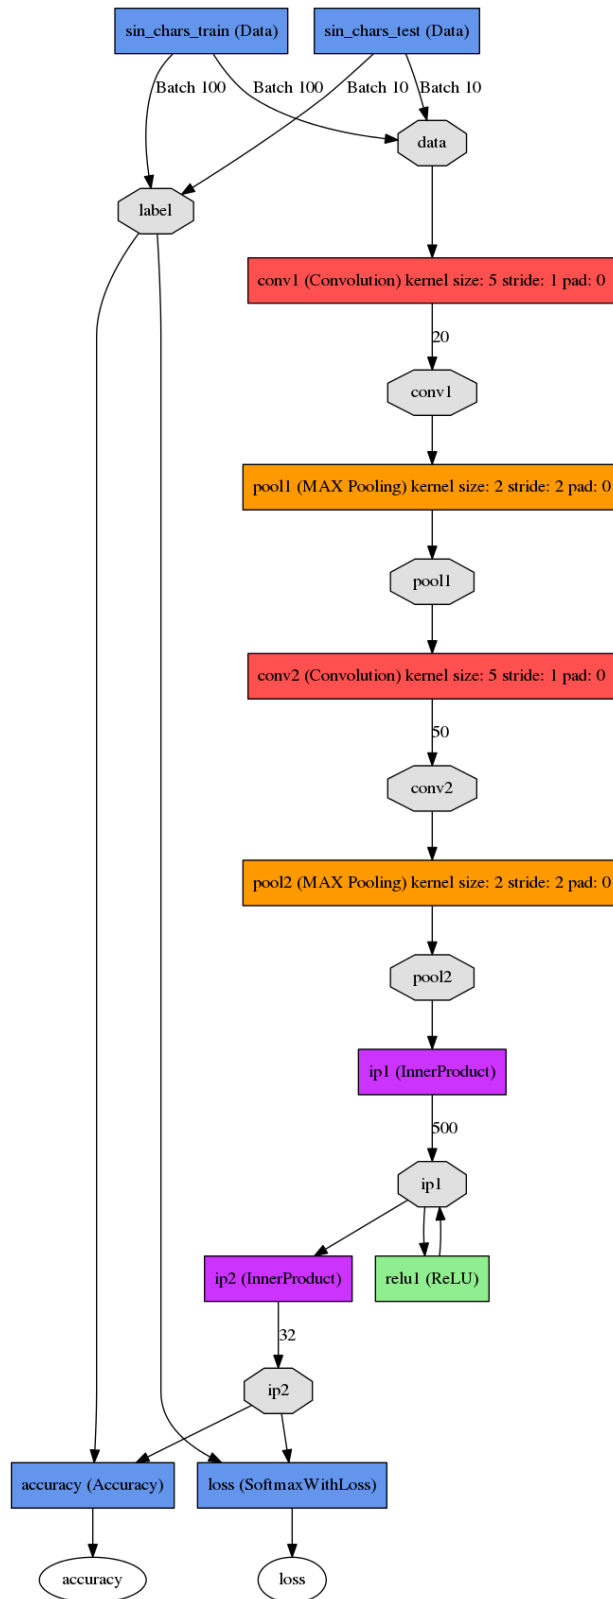 sin_chars_train (Data)
sin_chars_test (Data)
Batch 100
Batch 100
Batch 10
Batch 10
data
label
conv1 (Convolution) kernel size: 5 stride: 1 pad: 0
20
conv1
pool1 (MAX Pooling) kernel size: 2 stride: 2 pad: 0
pool1
conv2 (Convolution) kernel size: 5 stride: 1 pad: 0
50
conv2
pool2 (MAX Pooling) kernel size: 2 stride: 2 pad: 0
pool2
ip1 (InnerProduct)
500
ip1
ip2 (InnerProduct)
relu1 (ReLU)
32
ip2
accuracy (Accuracy)
loss (SoftmaxWithLoss)
accuracy
loss